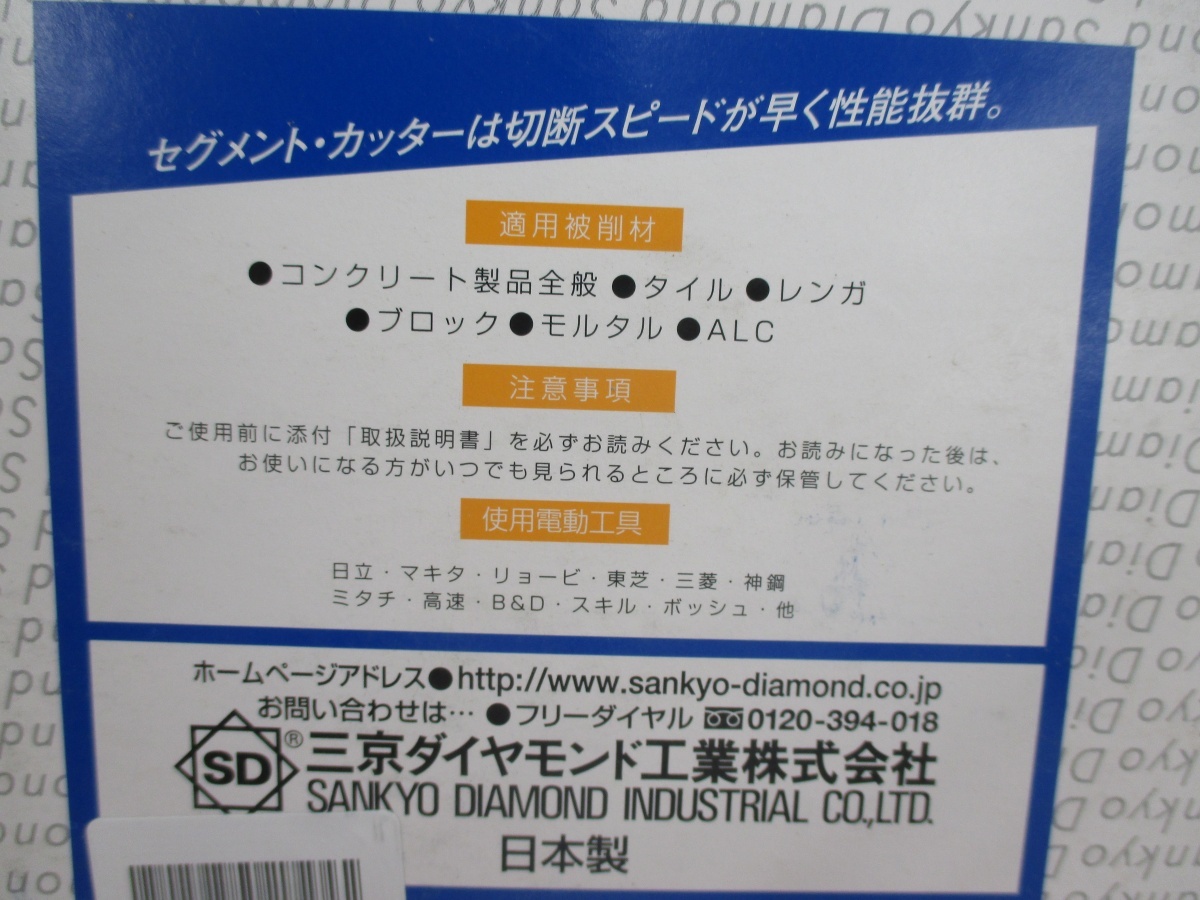 セグメント・カッターは切断スピードが早く性能抜群。
適用被削材
●コンクリート製品全般 ●タイル ●レンガ
●ブロック ●モルタル ●ALC
注意事項
ご使用前に添付「取扱説明書」を必ずお読みください。お読みになった後は、
お使いになる方がいつでも見られるところに必ず保管してください。
使用電動工具
日立・マキタ・リョービ・東芝・三菱・神鋼
ミタチ・高速・B&D・スキル・ボッシュ・他
ホームページアドレス●http://www.sankyo-diamond.co.jp
お問い合わせは… ●フリーダイヤル 0120-394-018
SD® 三京ダイヤモンド工業株式会社
SANKYO DIAMOND INDUSTRIAL CO.,LTD.
日本製